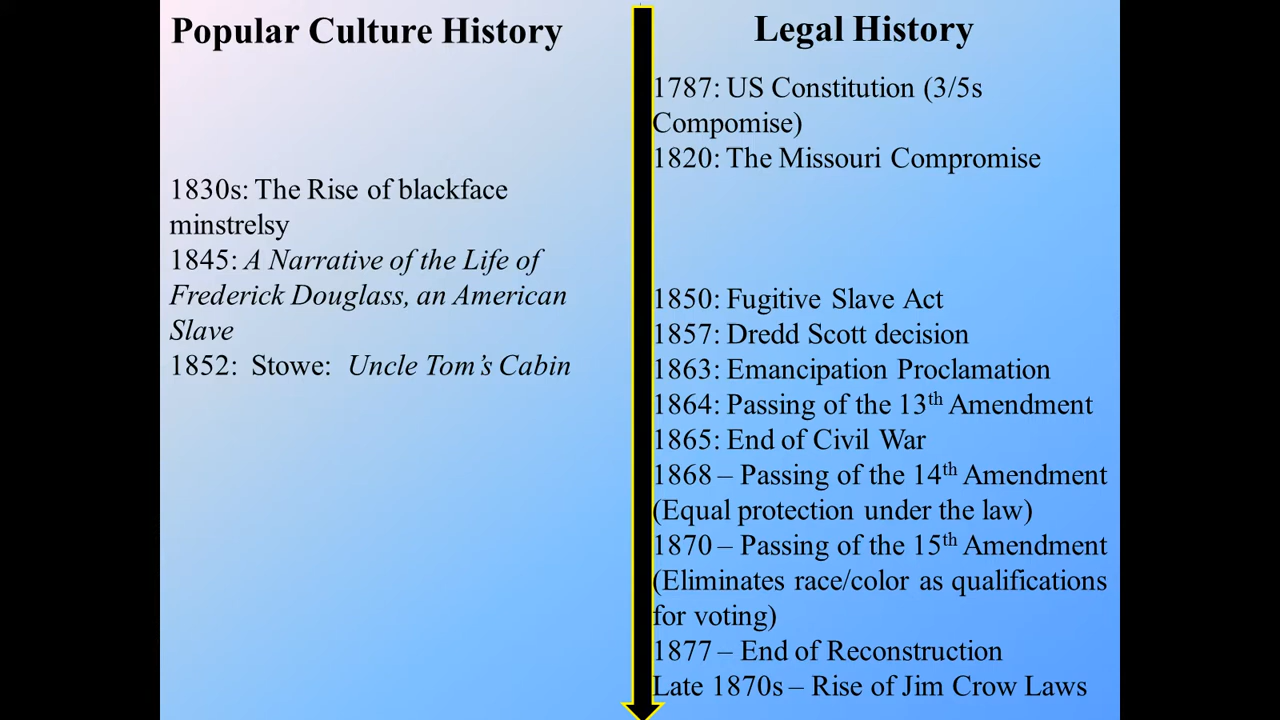 Popular Culture History
1830s: The Rise of blackface
minstrelsy
1845: A Narrative of the Life of
Frederick Douglass, an American
Slave
1852: Stowe: Uncle Tom’s Cabin
Legal History
1787: US Constitution (3/5s
Compomise)
1820: The Missouri Compromise
1850: Fugitive Slave Act
1857: Dredd Scott decision
1863: Emancipation Proclamation
1864: Passing of the 13th Amendment
1865: End of Civil War
1868 – Passing of the 14th Amendment
(Equal protection under the law)
1870 – Passing of the 15th Amendment
(Eliminates race/color as qualifications
for voting)
1877 – End of Reconstruction
Late 1870s – Rise of Jim Crow Laws